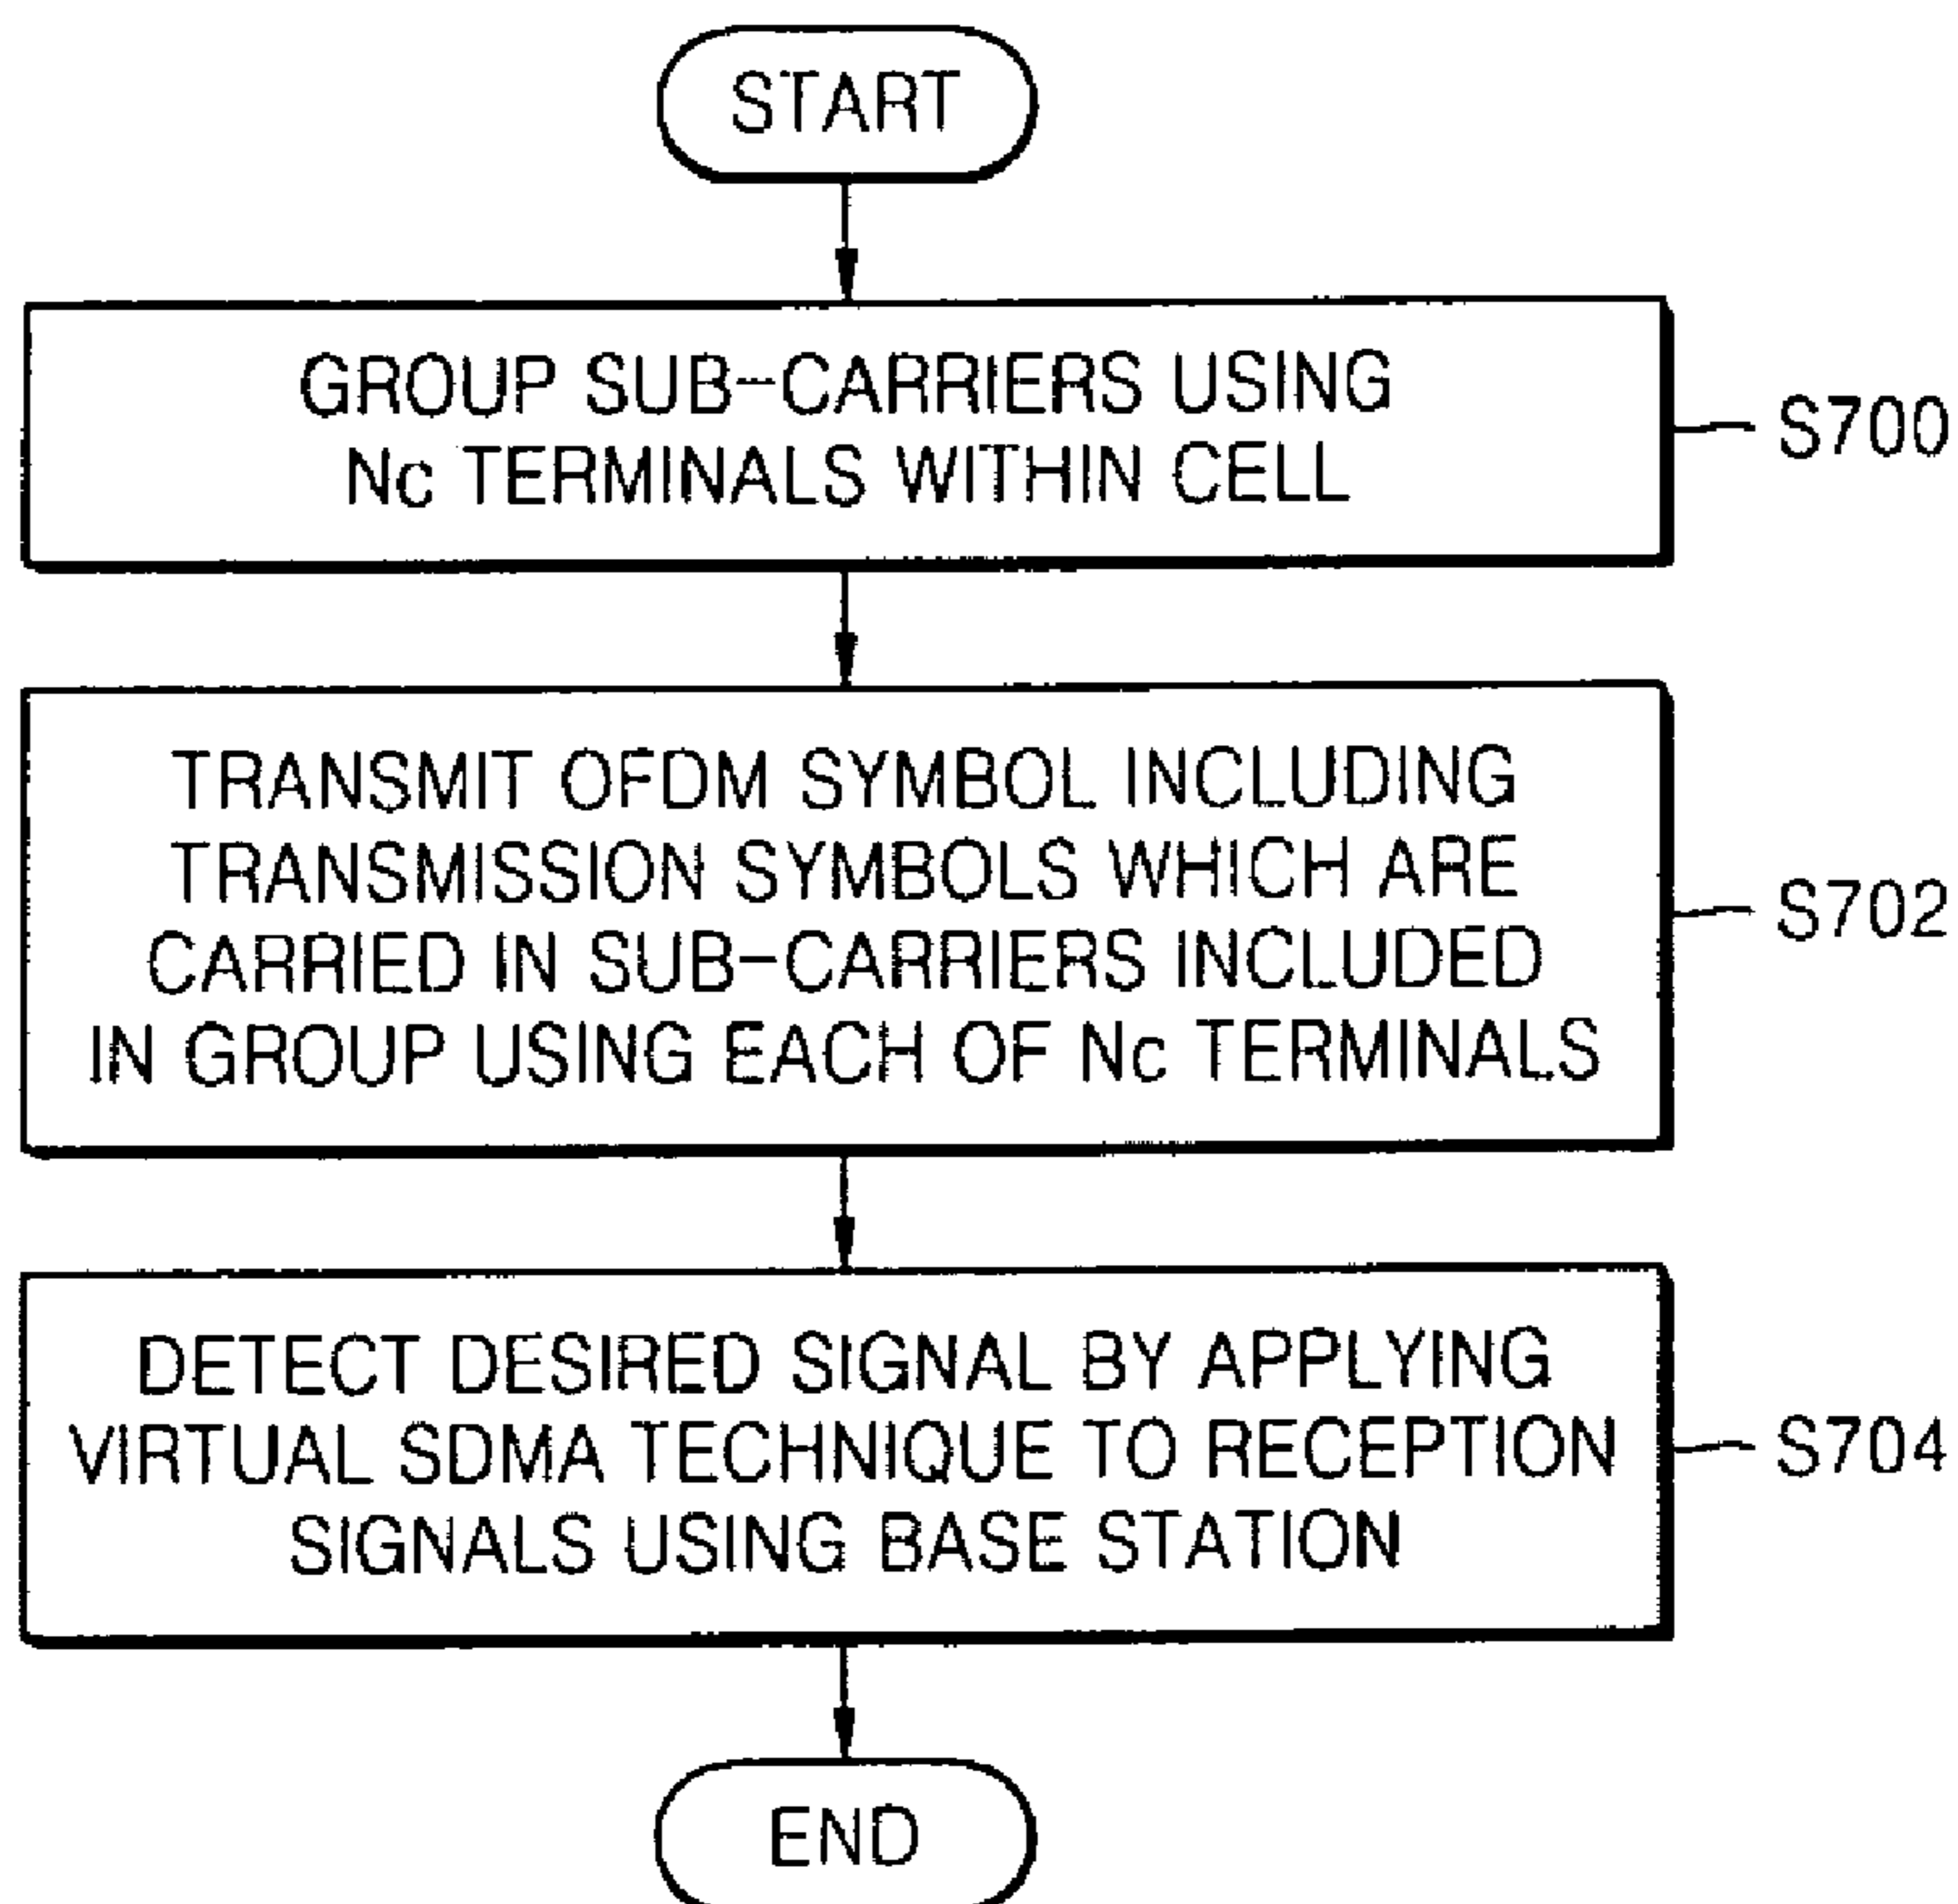 START
GROUP SUB-CARRIERS USING
Nc TERMINALS WITHIN CELL
S700
TRANSMIT OFDM SYMBOL INCLUDING
TRANSMISSION SYMBOLS WHICH ARE
CARRIED IN SUB-CARRIERS INCLUDED
IN GROUP USING EACH OF Nc TERMINALS
S702
DETECT DESIRED SIGNAL BY APPLYING
VIRTUAL SDMA TECHNIQUE TO RECEPTION
SIGNALS USING BASE STATION
S704
END